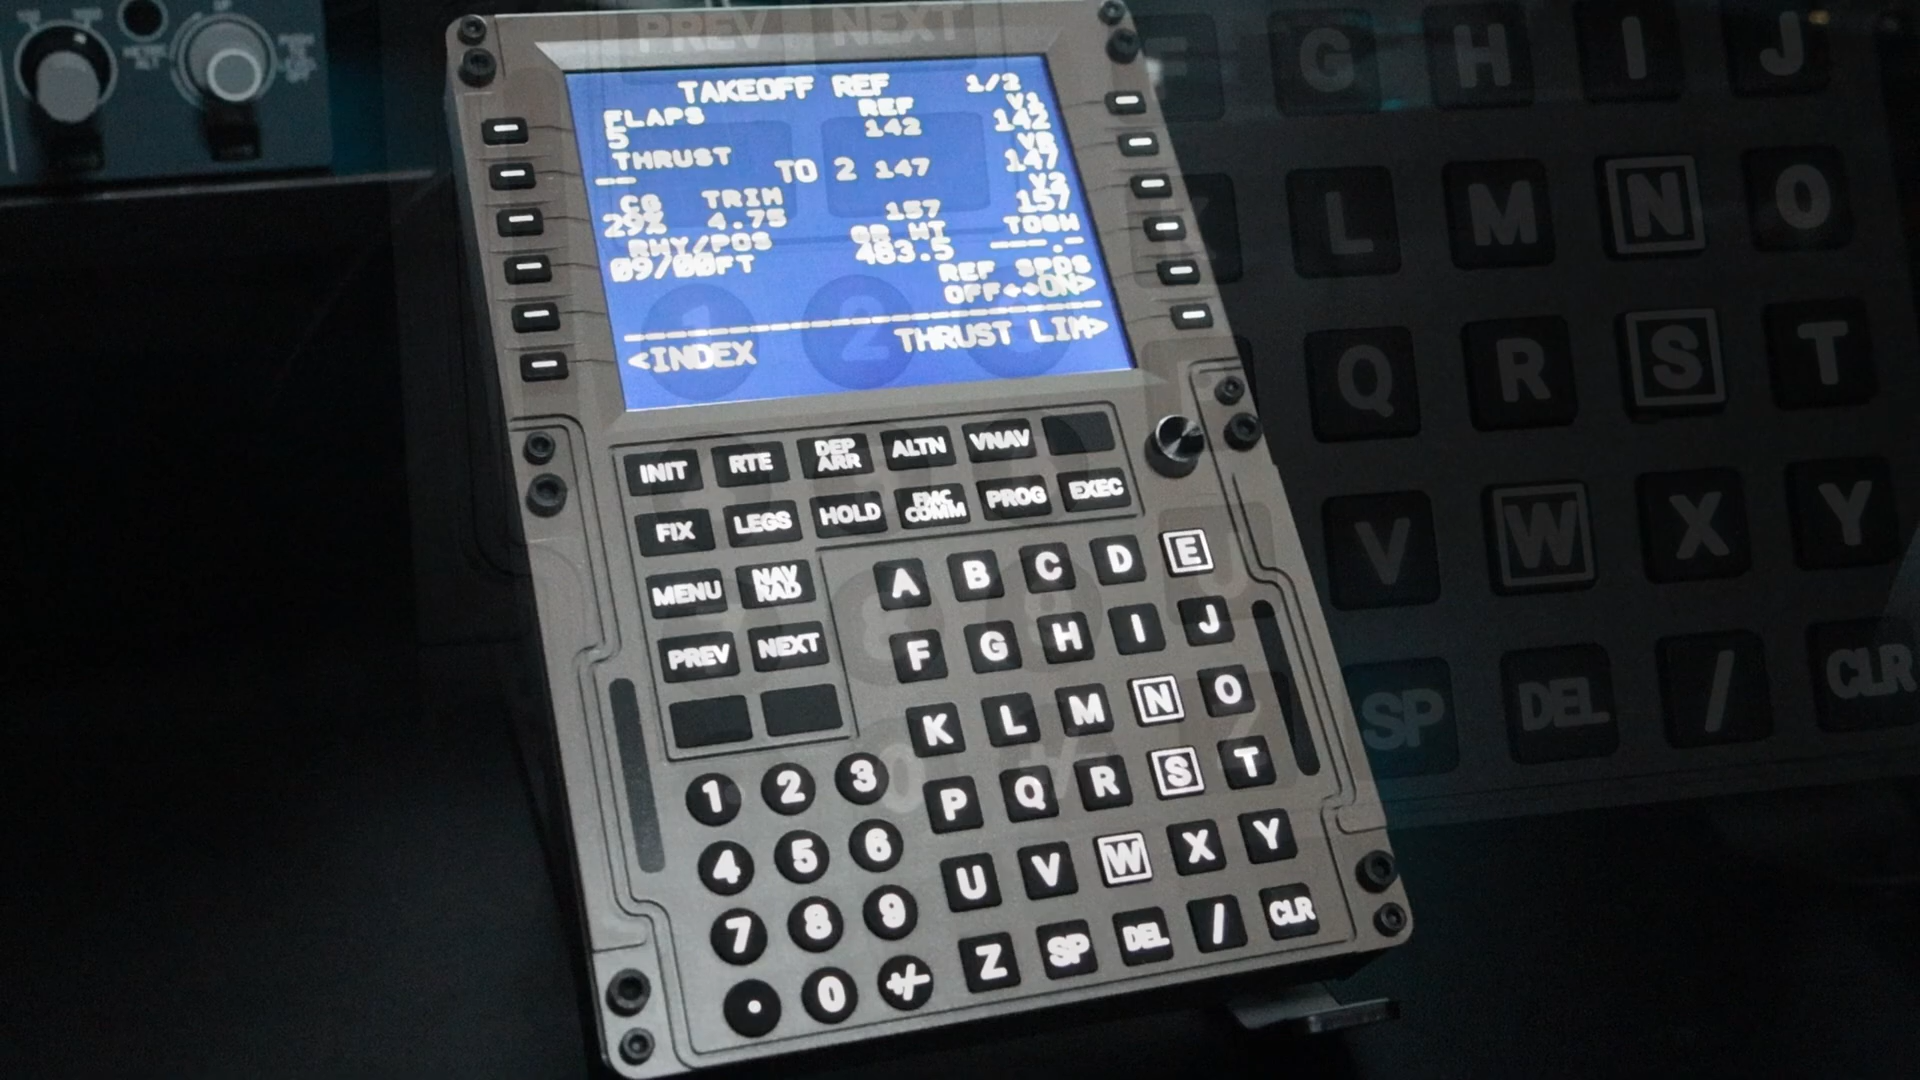 TAKEOFF REF 1/2
FLAPS REF V1
5 142 142
THRUST
-- TO 2 147 147
CG TRIM V2
29% 4.75 157 157
RWY/POS GR WT TOGW
09/00FT 483.5 ---.-
REF SPDS
OFF↔ON>
<INDEX THRUST LIM>
INIT RTE DEP ARR ALTN VNAV
FIX LEGS HOLD FMC COMM PROG EXEC
MENU NAV RAD
PREV NEXT
A B C D E
F G H I J
K L M N O
P Q R S T
U V W X Y
Z SP DEL / CLR
1 2 3
4 5 6
7 8 9
. 0 +/-
PREV NEXT
G H I J
L M N O
Q R S T
V W X Y
SP DEL / CLR